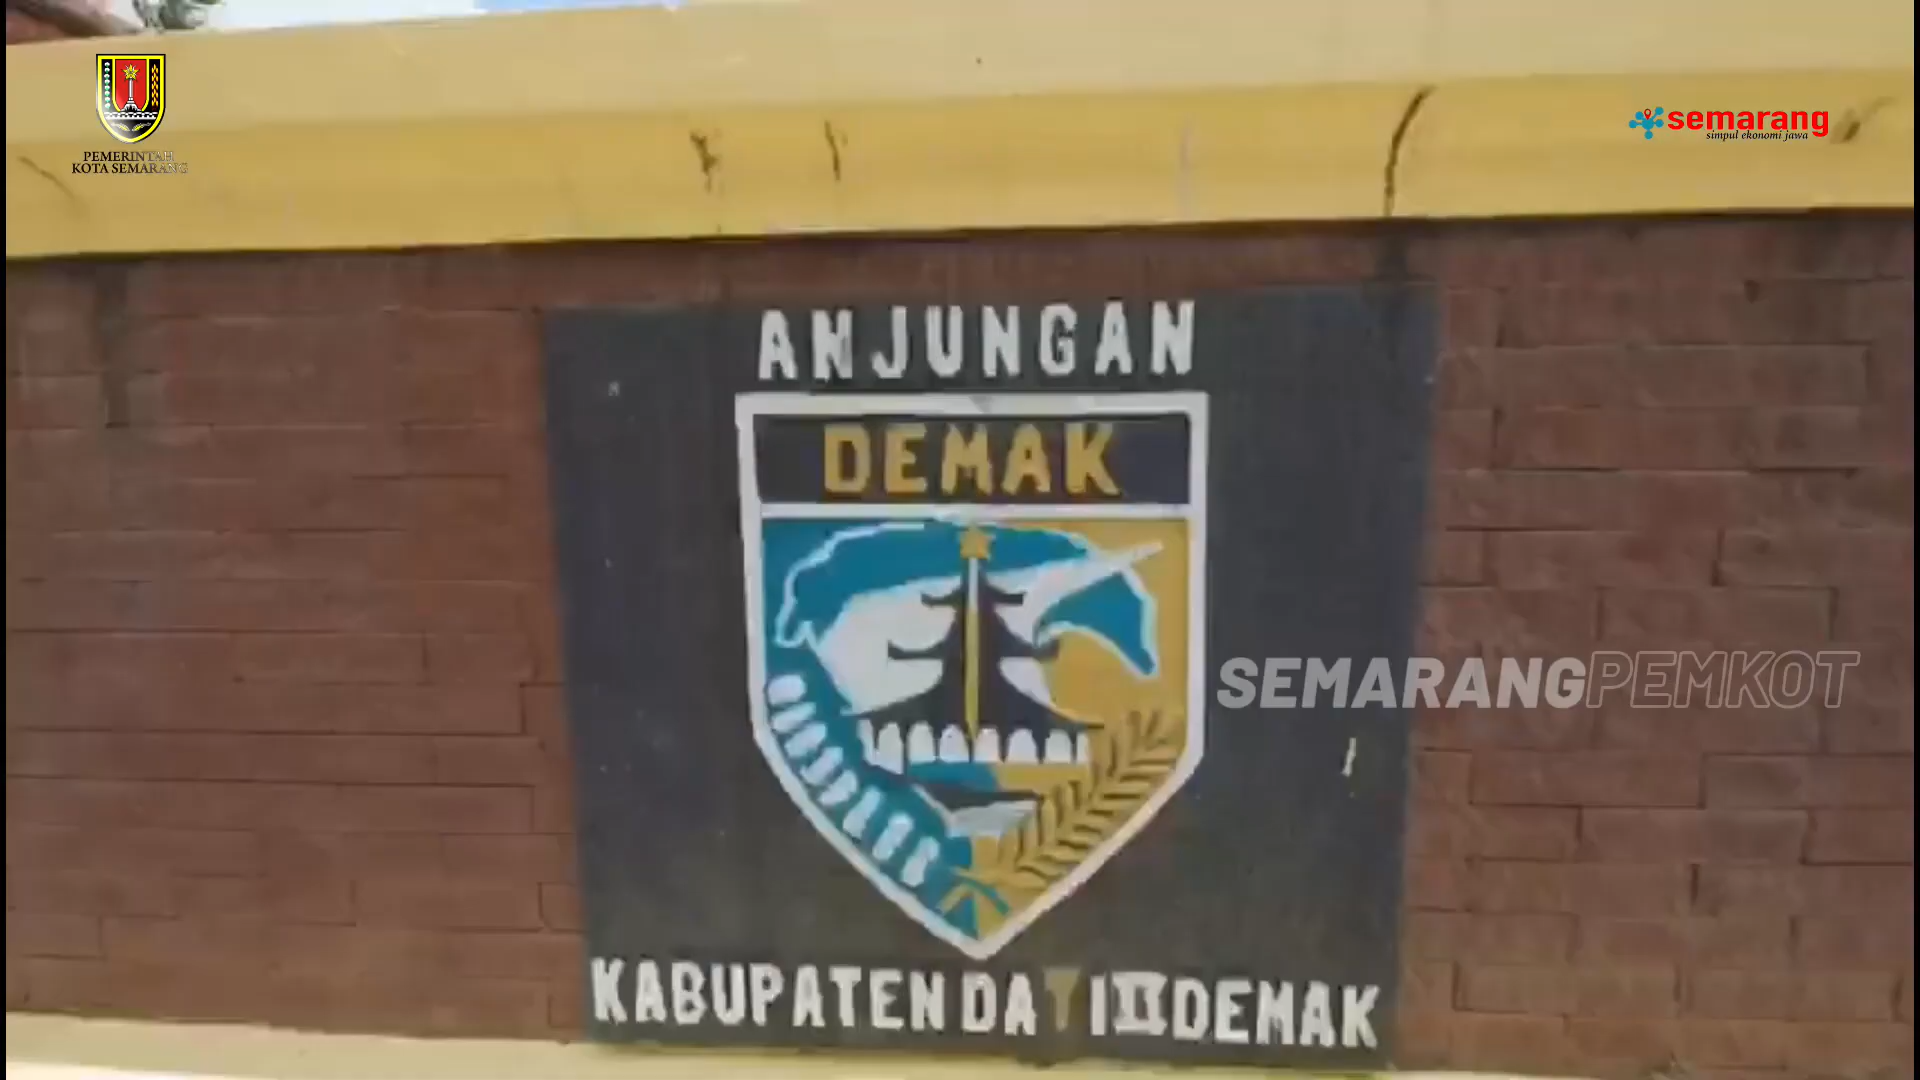 PEMERINTAH
KOTA SEMARANG
semarang
simpul ekonomi jawa
ANJUNGAN
DEMAK
SEMARANGPEMKOT
KABUPATEN DATI II DEMAK